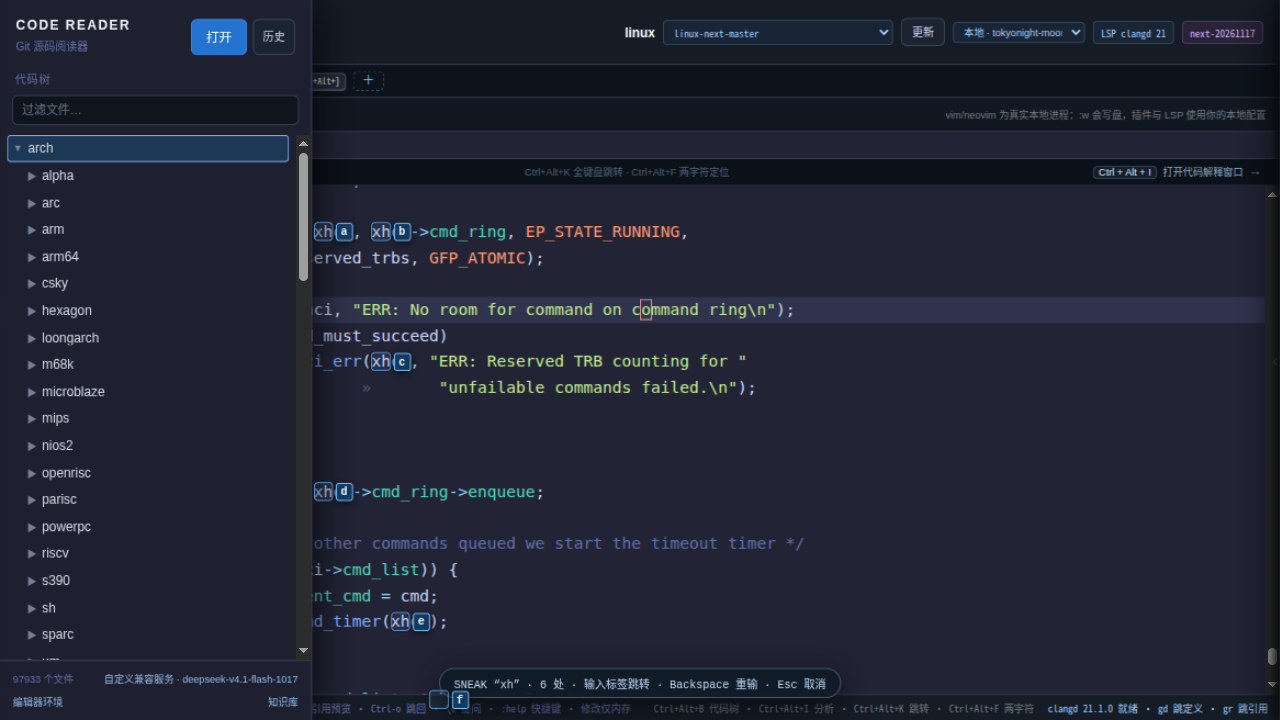 CODE READER
Git 源码阅读器
打开
历史
代码树
过滤文件…
arch
alpha
arc
arm
arm64
csky
hexagon
loongarch
m68k
microblaze
mips
nios2
openrisc
parisc
powerpc
riscv
s390
sh
sparc
97933 个文件
自定义兼容服务 · deepseek-v4.1-flash-1017
编辑器环境
知识库
linux
linux-next-master
更新
本地 · tokyonight-moon
LSP clangd 21
next-20261117
+Alt+]
+
vim/neovim 为真实本地进程：:w 会写盘，插件与 LSP 使用你的本地配置
Ctrl+Alt+K 全键盘跳转 · Ctrl+Alt+F 两字符定位
Ctrl + Alt + I 打开代码解释窗口 →
xh a, xh b->cmd_ring, EP_STATE_RUNNING,
erved_trbs, GFP_ATOMIC);
ci, "ERR: No room for command on command ring\n");
_must_succeed)
i_err(xh c, "ERR: Reserved TRB counting for "
» "unfailable commands failed.\n");
xh d->cmd_ring->enqueue;
other commands queued we start the timeout timer */
i->cmd_list)) {
nt_cmd = cmd;
d_timer(xh e);
SNEAK “xh” · 6 处 · 输入标签跳转 · Backspace 重输 · Esc 取消
f
引用预览 • Ctrl-o 跳回 • :help 快捷键 • 修改仅内存
Ctrl+Alt+B 代码树 • Ctrl+Alt+I 分析 • Ctrl+Alt+K 跳转 • Ctrl+Alt+F 两字符
clangd 21.1.0 就绪 • gd 跳定义 • gr 跳引用